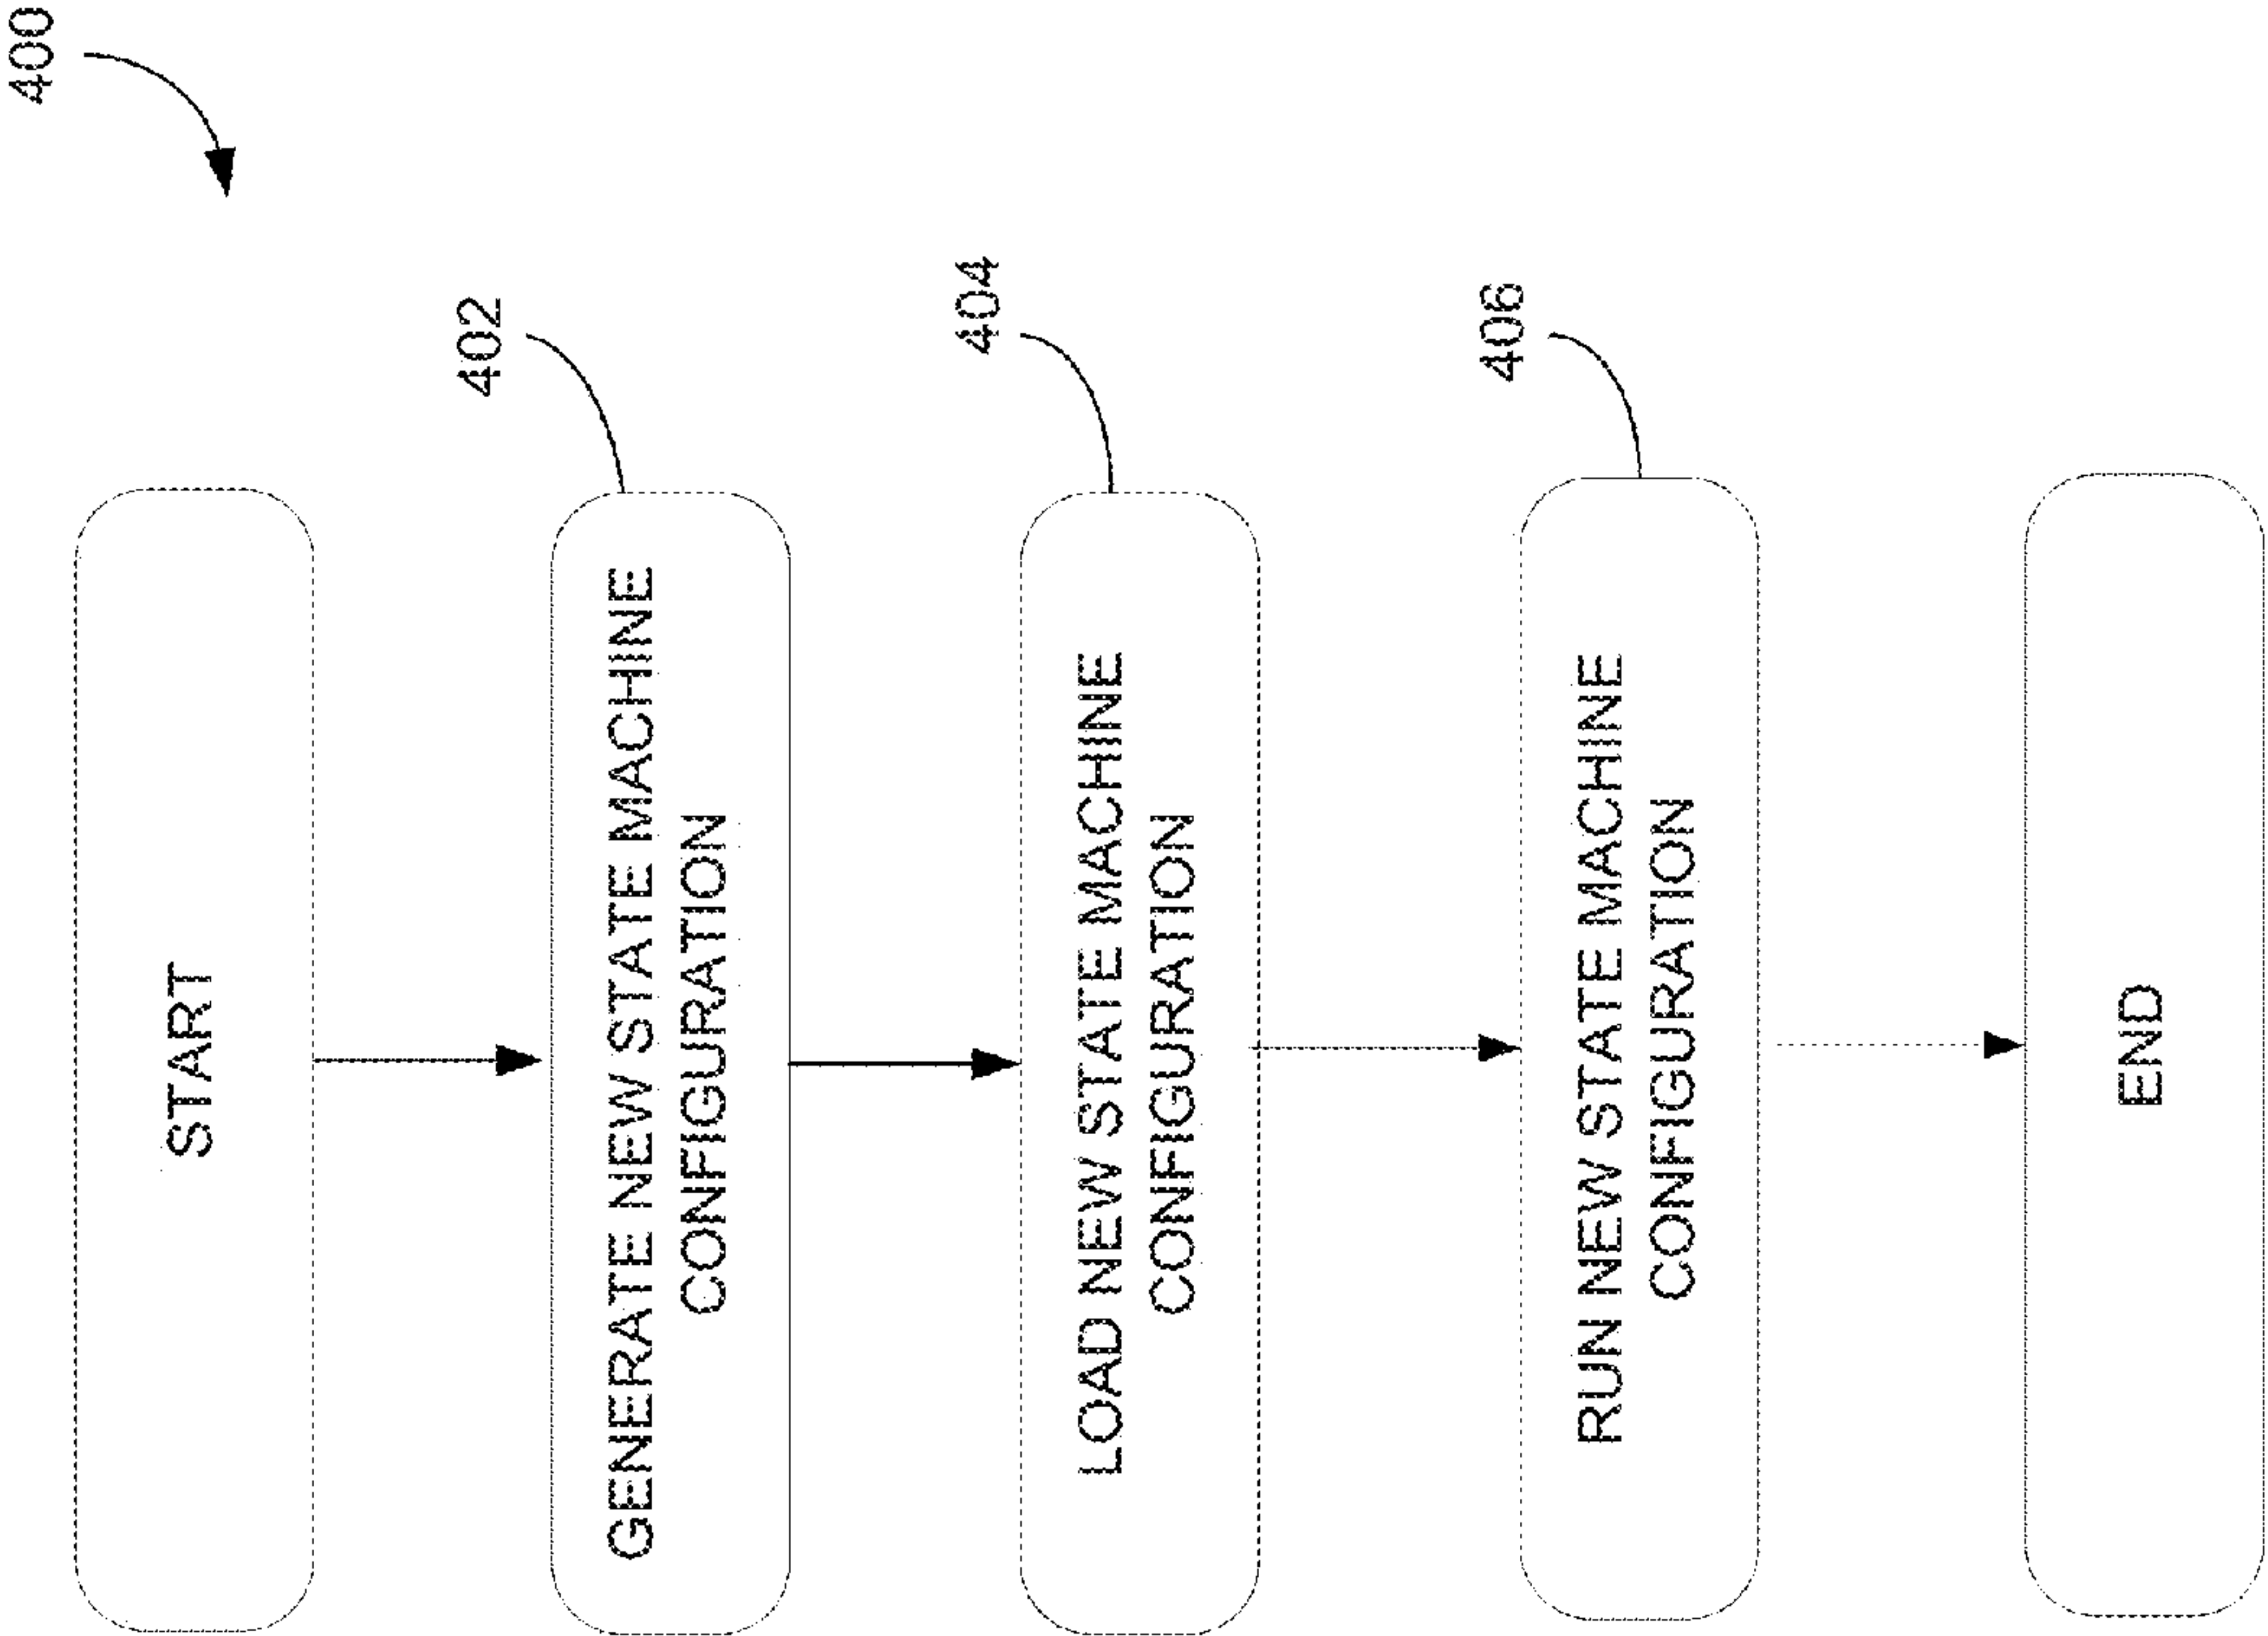 400
START
402
GENERATE NEW STATE MACHINE
CONFIGURATION
404
LOAD NEW STATE MACHINE
CONFIGURATION
406
RUN NEW STATE MACHINE
CONFIGURATION
END